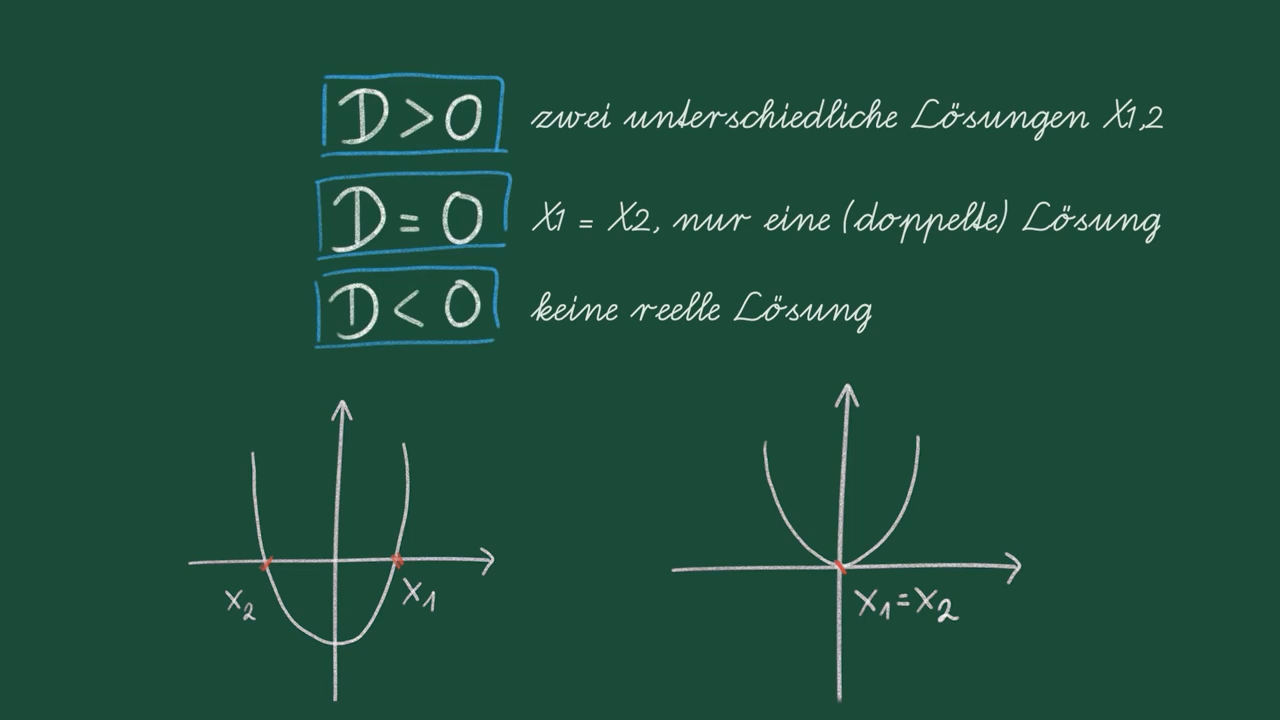 D > 0 zwei unterschiedliche Lösungen X1,2
D = 0 X1 = X2, nur eine (doppelte) Lösung
D < 0 keine reelle Lösung
x₂ x₁
x₁=x₂